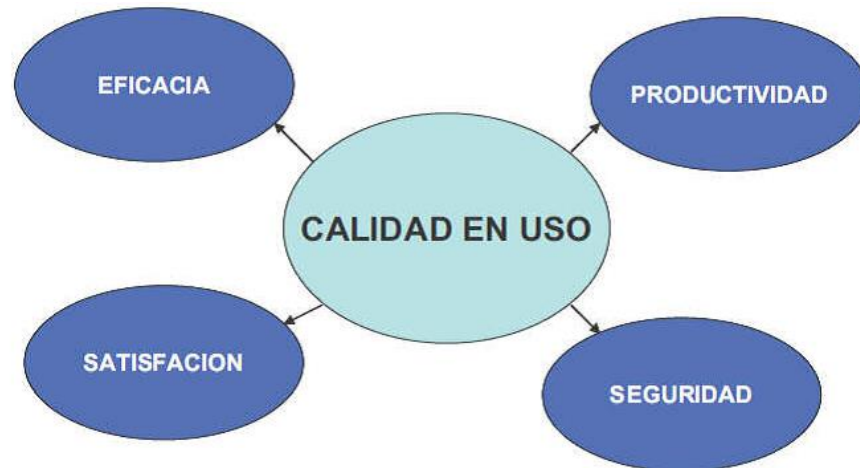 EFICACIA
PRODUCTIVIDAD
CALIDAD EN USO
SATISFACION
SEGURIDAD